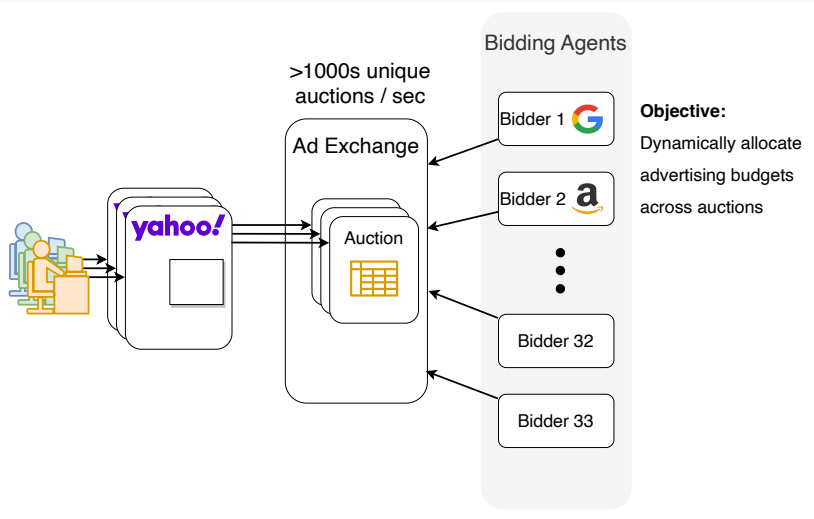 Bidding Agents
>1000s unique
auctions / sec
Ad Exchange
yahoo!
Auction
Bidder 1
Bidder 2
Bidder 32
Bidder 33
Objective:
Dynamically allocate
advertising budgets
across auctions